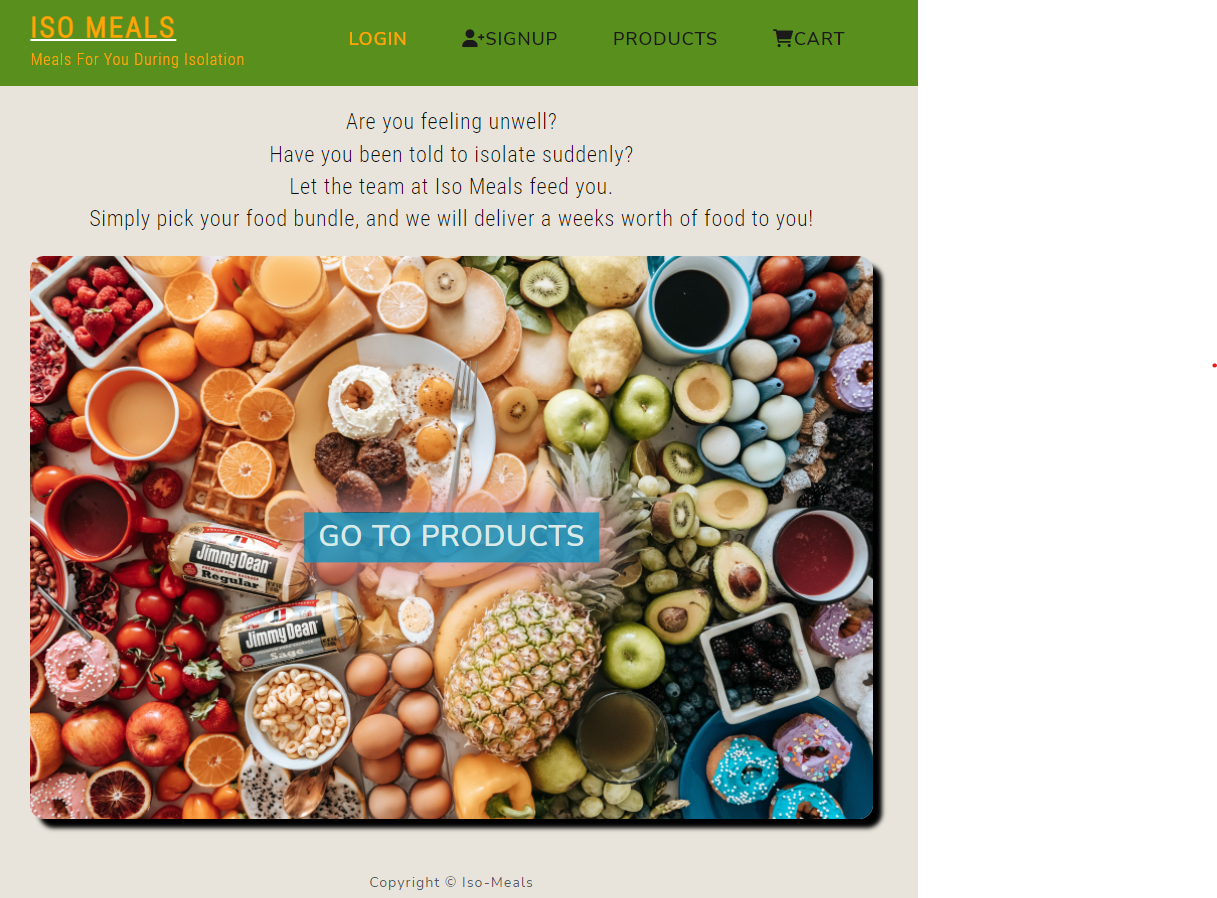 ISO MEALS
Meals For You During Isolation
LOGIN
SIGNUP
PRODUCTS
CART
Are you feeling unwell?
Have you been told to isolate suddenly?
Let the team at Iso Meals feed you.
Simply pick your food bundle, and we will deliver a weeks worth of food to you!
GO TO PRODUCTS
Jimmy Dean
Regular
Jimmy Dean
Sage
Copyright © Iso-Meals